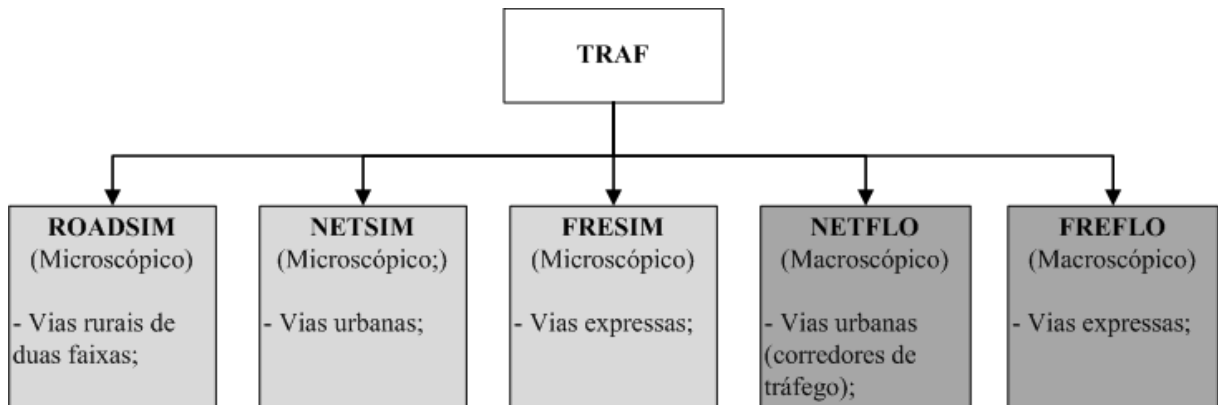 TRAF
ROADSIM
(Microscópico)
- Vias rurais de
duas faixas;
NETSIM
(Microscópico;)
- Vias urbanas;
FRESIM
(Microscópico)
- Vias expressas;
NETFLO
(Macroscópico)
- Vias urbanas
(corredores de
tráfego);
FREFLO
(Macroscópico)
- Vias expressas;